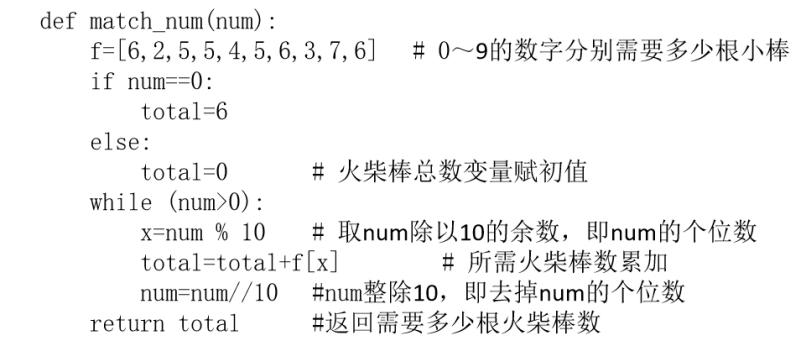 def match_num(num):
f=[6,2,5,5,4,5,6,3,7,6] # 0～9的数字分别需要多少根小棒
if num==0:
total=6
else:
total=0 # 火柴棒总数变量赋初值
while (num>0):
x=num % 10 # 取num除以10的余数，即num的个位数
total=total+f[x] # 所需火柴棒数累加
num=num//10 #num整除10，即去掉num的个位数
return total #返回需要多少根火柴棒数